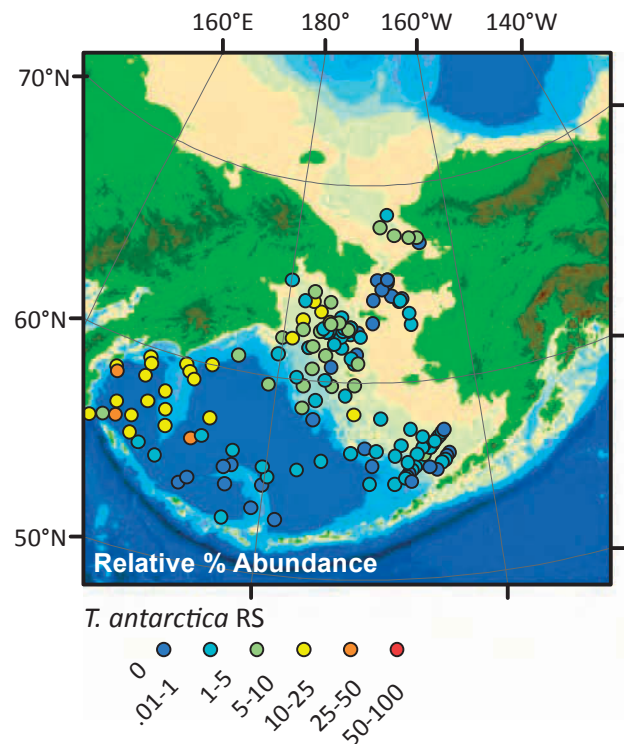 160°E 180° 160°W 140°W
70°N
60°N
50°N
Relative % Abundance
T. antarctica RS
0 .01-1 1-5 5-10 10-25 25-50 50-100